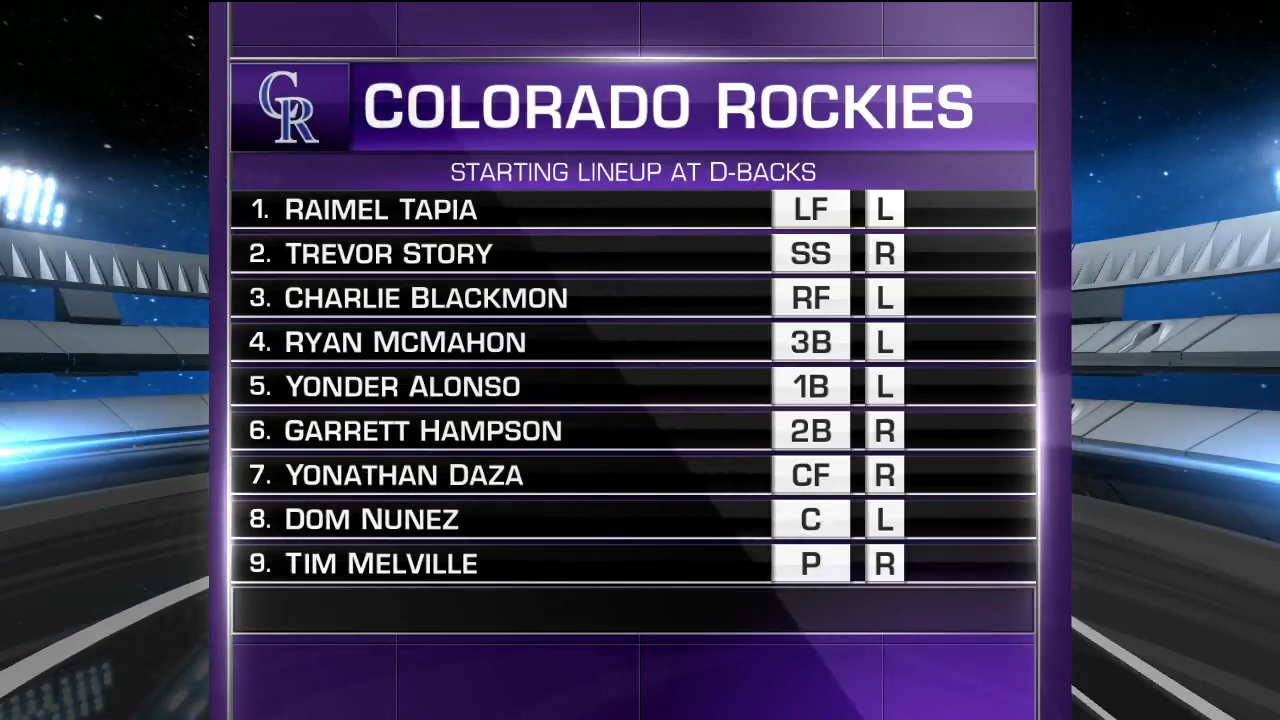 CR COLORADO ROCKIES
STARTING LINEUP AT D-BACKS
1. RAIMEL TAPIA LF L
2. TREVOR STORY SS R
3. CHARLIE BLACKMON RF L
4. RYAN MCMAHON 3B L
5. YONDER ALONSO 1B L
6. GARRETT HAMPSON 2B R
7. YONATHAN DAZA CF R
8. DOM NUNEZ C L
9. TIM MELVILLE P R